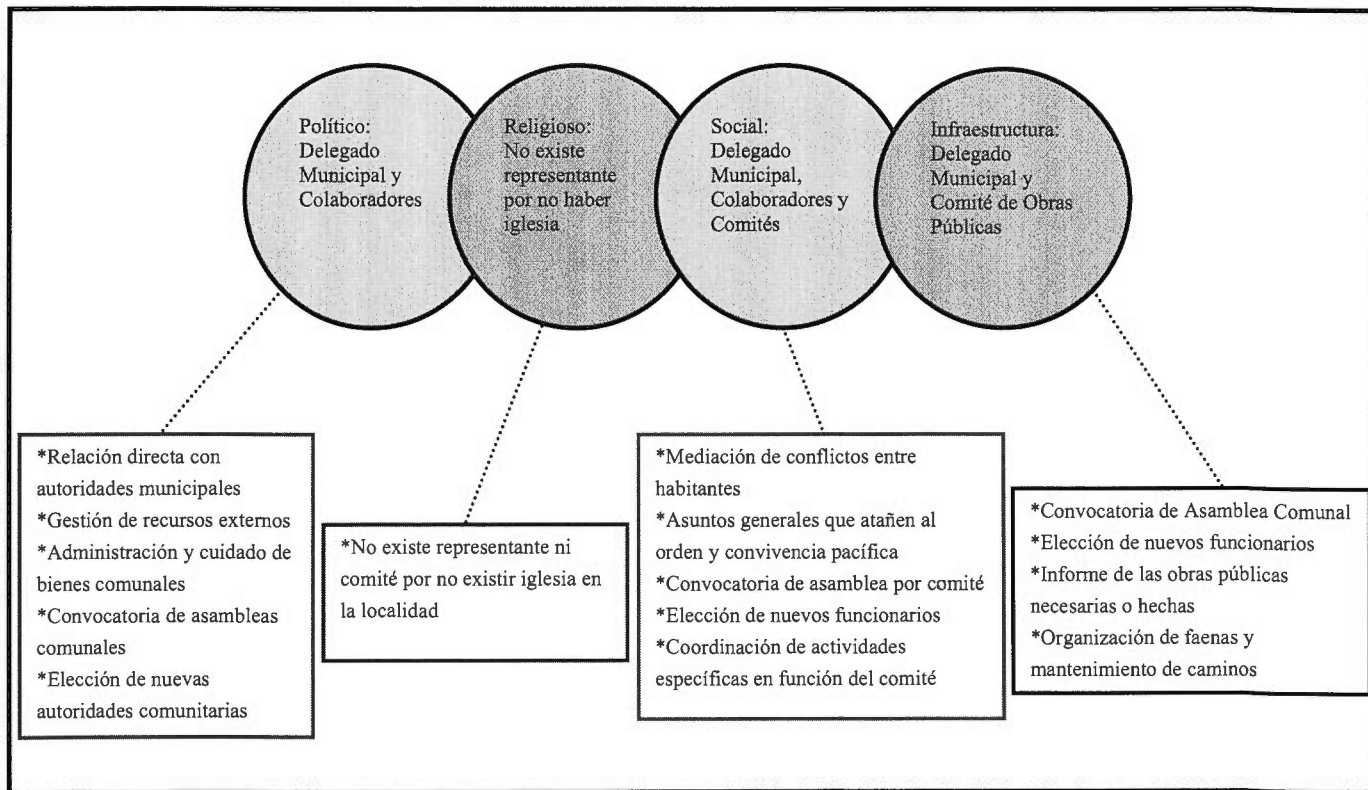 Político:
Delegado
Municipal y
Colaboradores
Religioso:
No existe
representante
por no haber
iglesia
Social:
Delegado
Municipal,
Colaboradores y
Comités
Infraestructura:
Delegado
Municipal y
Comité de Obras
Públicas
*Relación directa con
autoridades municipales
*Gestión de recursos externos
*Administración y cuidado de
bienes comunales
*Convocatoria de asambleas
comunales
*Elección de nuevas
autoridades comunitarias
*No existe representante ni
comité por no existir iglesia en
la localidad
*Mediación de conflictos entre
habitantes
*Asuntos generales que atañen al
orden y convivencia pacífica
*Convocatoria de asamblea por comité
*Elección de nuevos funcionarios
*Coordinación de actividades
específicas en función del comité
*Convocatoria de Asamblea Comunal
*Elección de nuevos funcionarios
*Informe de las obras públicas
necesarias o hechas
*Organización de faenas y
mantenimiento de caminos